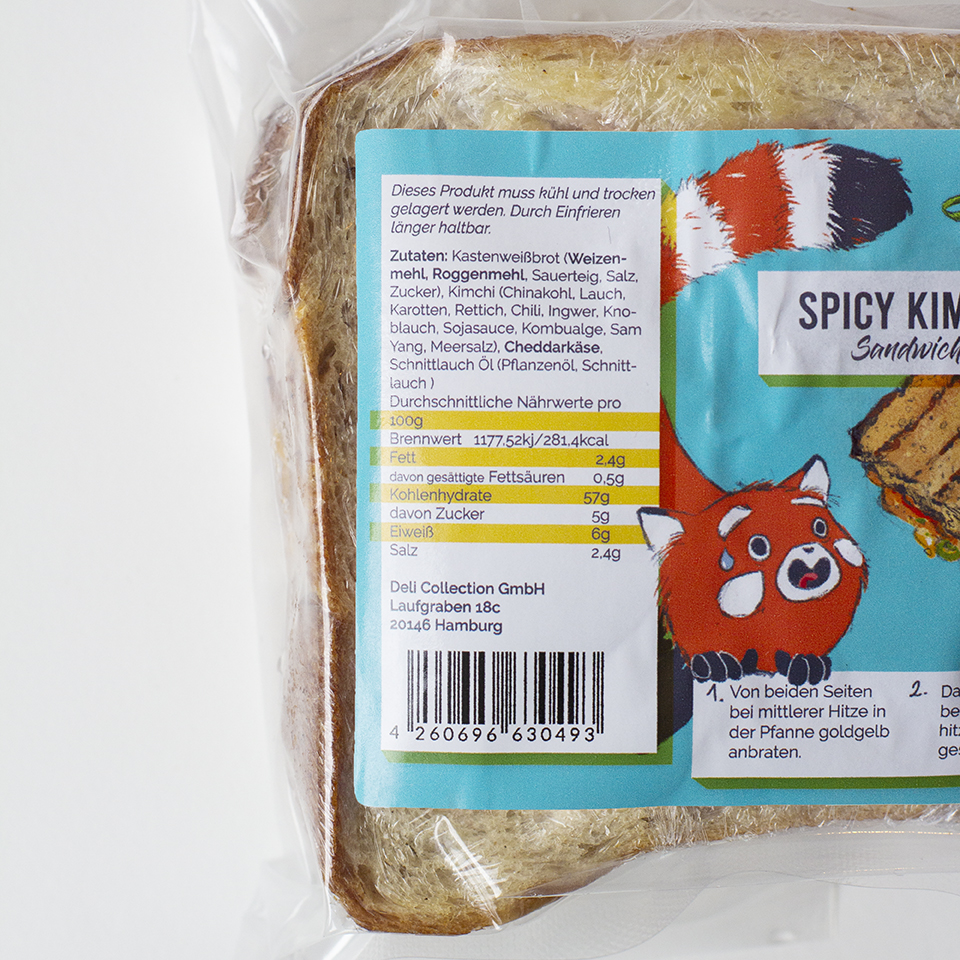 Dieses Produkt muss kühl und trocken
gelagert werden. Durch Einfrieren
länger haltbar.
Zutaten: Kastenweißbrot (Weizen-
mehl, Roggenmehl, Sauerteig, Salz,
Zucker), Kimchi (Chinakohl, Lauch,
Karotten, Rettich, Chili, Ingwer, Kno-
blauch, Sojasauce, Kombualge, Sam
Yang, Meersalz), Cheddarkäse,
Schnittlauch Öl (Pflanzenöl, Schnitt-
lauch )
Durchschnittliche Nährwerte pro
100g
Brennwert 1177,52kj/281,4kcal
Fett 2,4g
davon gesättigte Fettsäuren 0,5g
Kohlenhydrate 57g
davon Zucker 5g
Eiweiß 6g
Salz 2,4g
Deli Collection GmbH
Laufgraben 18c
20146 Hamburg
4 260696 630493
SPICY KIM
Sandwich
1. Von beiden Seiten
bei mittlerer Hitze in
der Pfanne goldgelb
anbraten.
2. Da
be
hit
ges